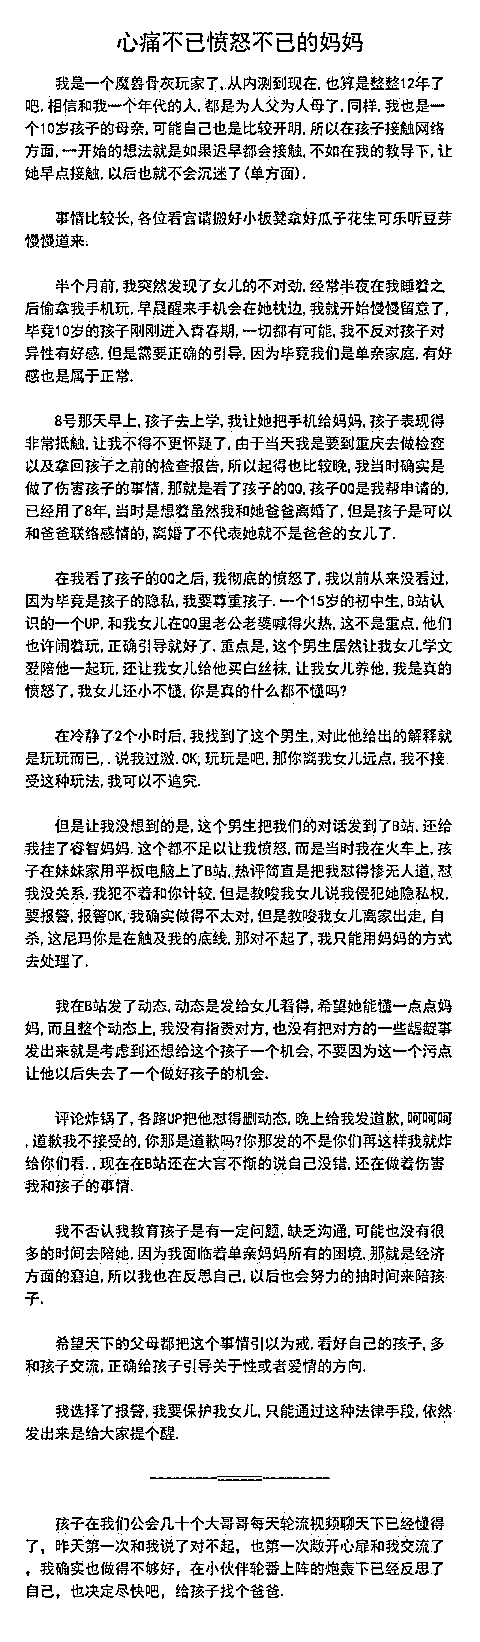 心痛不已愤怒不已的妈妈
我是一个魔兽骨灰玩家了,从内测到现在,也算是整整12年了
吧,相信和我一个年代的人,都是为人父为人母了,同样,我也是一
个10岁孩子的母亲,可能自己也是比较开明,所以在孩子接触网络
方面,一开始的想法就是如果迟早都会接触,不如在我的教导下,让
她早点接触,以后也就不会沉迷了(单方面).
事情比较长,各位看官请搬好小板凳拿好瓜子花生可乐听豆芽
慢慢道来.
半个月前,我突然发现了女儿的不对劲,经常半夜在我睡着之
后偷拿我手机玩,早晨醒来手机会在她枕边,我就开始慢慢留意了,
毕竟10岁的孩子刚刚进入青春期,一切都有可能,我不反对孩子对
异性有好感,但是需要正确的引导,因为毕竟我们是单亲家庭,有好
感也是属于正常.
8号那天早上,孩子去上学,我让她把手机给妈妈,孩子表现得
非常抵触,让我不得不更怀疑了,由于当天我是要到重庆去做检查
以及拿回孩子之前的检查报告,所以起得也比较晚,我当时确实是
做了伤害孩子的事情,那就是看了孩子的QQ,孩子QQ是我帮申请的,
已经用了8年,当时是想着虽然我和她爸爸离婚了,但是孩子是可以
和爸爸联络感情的,离婚了不代表她就不是爸爸的女儿了.
在我看了孩子的QQ之后,我彻底的愤怒了,我以前从来没看过,
因为毕竟是孩子的隐私,我要尊重孩子.一个15岁的初中生,B站认
识的一个UP,和我女儿在QQ里老公老婆喊得火热,这不是重点,他们
也许闹着玩,正确引导就好了,重点是,这个男生居然让我女儿学文
爱陪他一起玩,还让我女儿给他买白丝袜,让我女儿养他,我是真的
愤怒了,我女儿还小不懂,你是真的什么都不懂吗?
在冷静了2个小时后,我找到了这个男生,对此他给出的解释就
是玩玩而已,.说我过激.OK,玩玩是吧,那你离我女儿远点,我不接
受这种玩法,我可以不追究.
但是让我没想到的是,这个男生把我们的对话发到了B站,还给
我挂了睿智妈妈,这个都不足以让我愤怒,而是当时我在火车上,孩
子在妹妹家用平板电脑上了B站,热评简直是把我怼得惨无人道,怼
我没关系,我犯不着和你计较,但是教唆我女儿说我侵犯她隐私权,
要报警,报警OK,我确实做得不太对,但是教唆我女儿离家出走,自
杀,这尼玛你是在触及我的底线,那对不起了,我只能用妈妈的方式
去处理了.
我在B站发了动态,动态是发给女儿看得,希望她能懂一点点妈
妈,而且整个动态上,我没有指责对方,也没有把对方的一些龌龊事
发出来就是考虑到还想给这个孩子一个机会,不要因为这一个污点
让他以后失去了一个做好孩子的机会.
评论炸锅了,各路UP把他怼得删动态,晚上给我发道歉,呵呵呵
,道歉我不接受的,你那是道歉吗?你那发的不是你们再这样我就炸
给你们看.,现在在B站还在大言不惭的说自己没错,还在做着伤害
我和孩子的事情.
我不否认我教育孩子是有一定问题,缺乏沟通,可能也没有很
多的时间去陪她,因为我面临着单亲妈妈所有的困境,那就是经济
方面的窘迫,所以我也在反思自己,以后也会努力的抽时间来陪孩
子.
希望天下的父母都把这个事情引以为戒,看好自己的孩子,多
和孩子交流,正确给孩子引导关于性或者爱情的方向.
我选择了报警,我要保护我女儿,只能通过这种法律手段,依然
发出来是给大家提个醒.
----------======----------
孩子在我们公会几十个大哥哥每天轮流视频聊天下已经懂得
了，昨天第一次和我说了对不起，也第一次敞开心扉和我交流了
，我确实也做得不够好，在小伙伴轮番上阵的炮轰下已经反思了
自己，也决定尽快吧，给孩子找个爸爸.